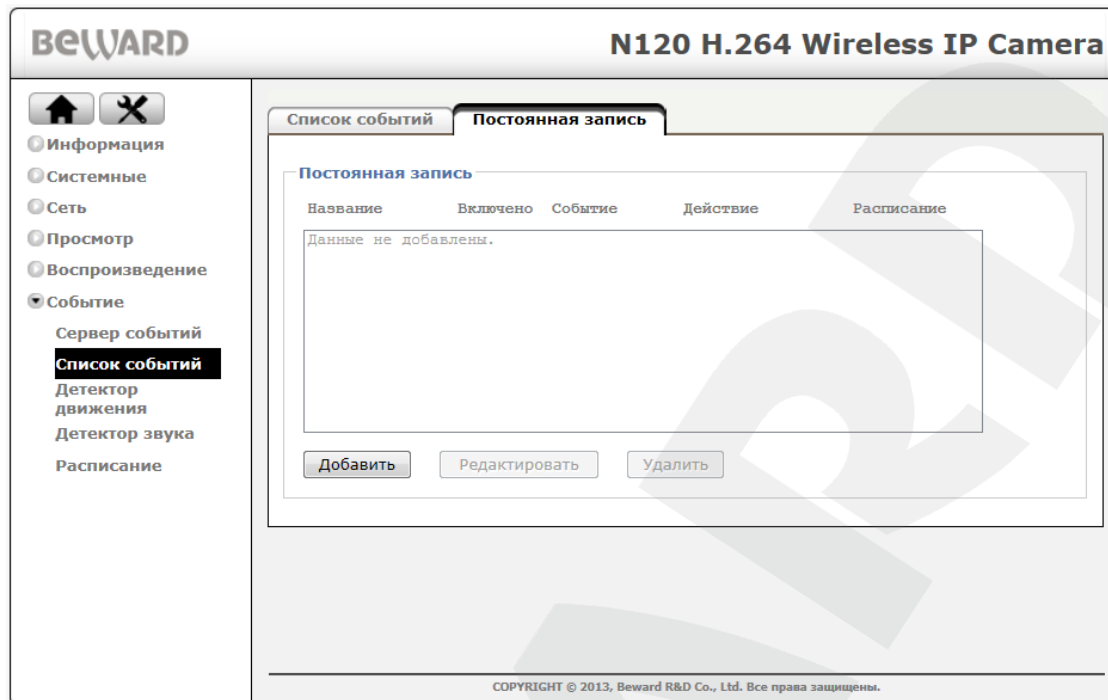 BEWARD
N120 H.264 Wireless IP Camera
Информация
Системные
Сеть
Просмотр
Воспроизведение
Событие
Сервер событий
Список событий
Детектор
движения
Детектор звука
Расписание
Список событий Постоянная запись
Постоянная запись
Название Включено Событие Действие Расписание
Данные не добавлены.
Добавить Редактировать Удалить
COPYRIGHT © 2013, Beward R&D Co., Ltd. Все права защищены.